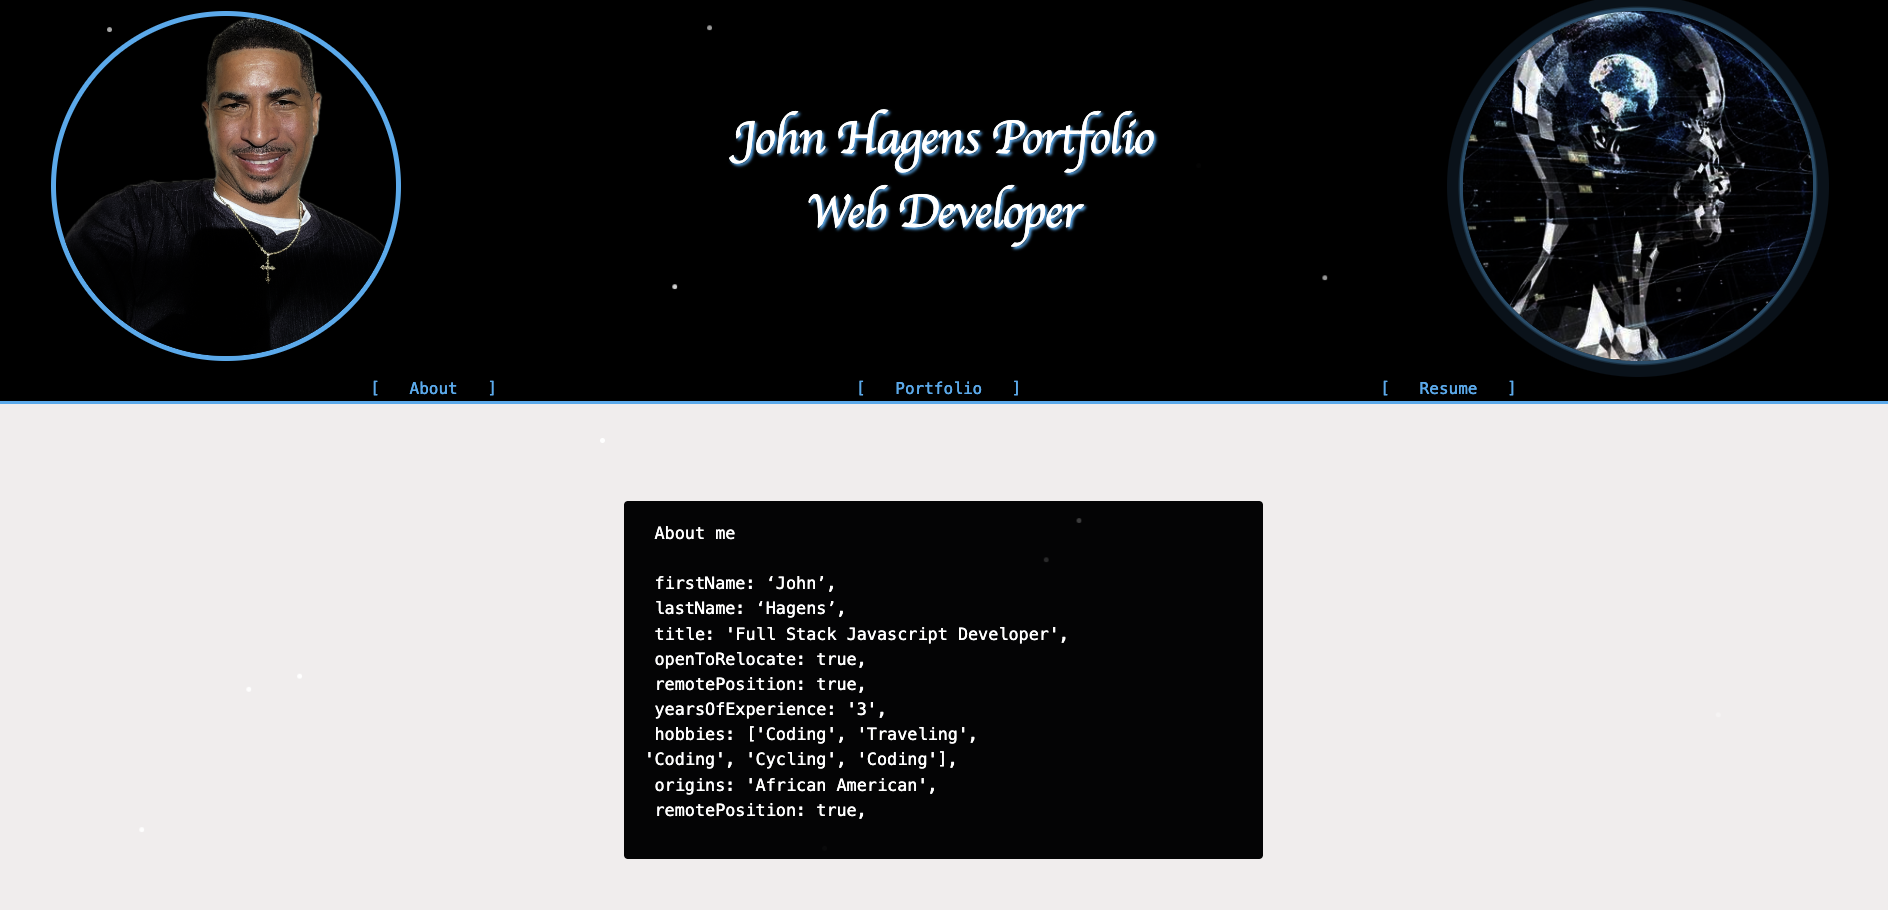 John Hagens Portfolio
Web Developer
[ About ]
[ Portfolio ]
[ Resume ]
About me
firstName: ‘John’,
lastName: ‘Hagens’,
title: 'Full Stack Javascript Developer',
openToRelocate: true,
remotePosition: true,
yearsOfExperience: '3',
hobbies: ['Coding', 'Traveling',
'Coding', 'Cycling', 'Coding'],
origins: 'African American',
remotePosition: true,